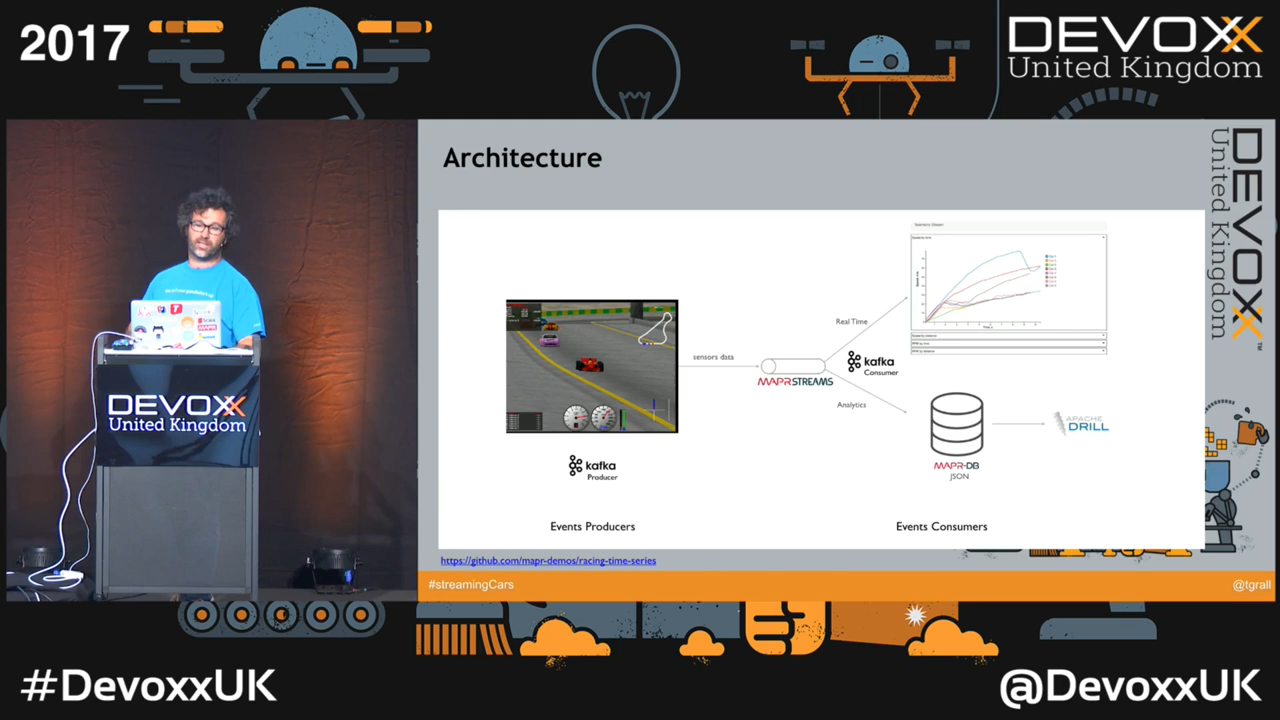 2017
DEVOXX
United Kingdom
DEVOXX™
United Kingdom
Architecture
Real Time
sensors data
MAPR STREAMS
kafka
Consumer
Analytics
APACHE
DRILL
MAPR-DB
JSON
kafka
Producer
Events Producers
Events Consumers
https://github.com/mapr-demos/racing-time-series
#streamingCars
@tgrall
DEVOXX
United Kingdom
#DevoxxUK
@DevoxxUK